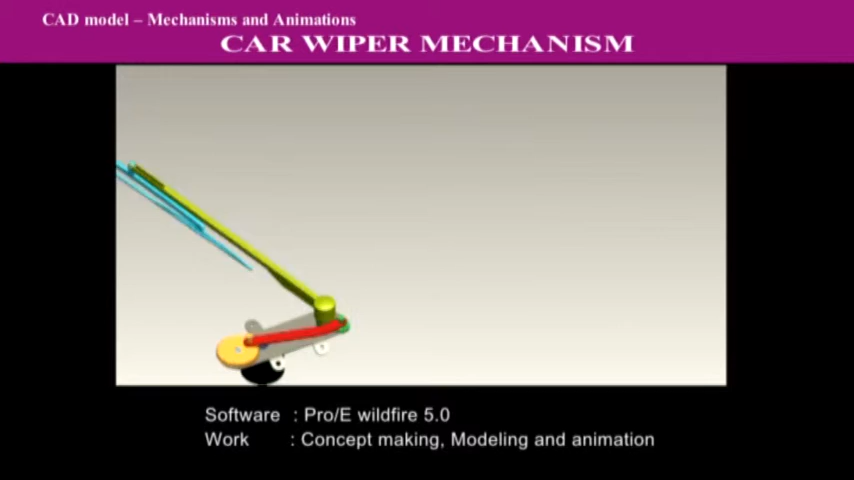 CAD model – Mechanisms and Animations
CAR WIPER MECHANISM
Software : Pro/E wildfire 5.0
Work : Concept making, Modeling and animation